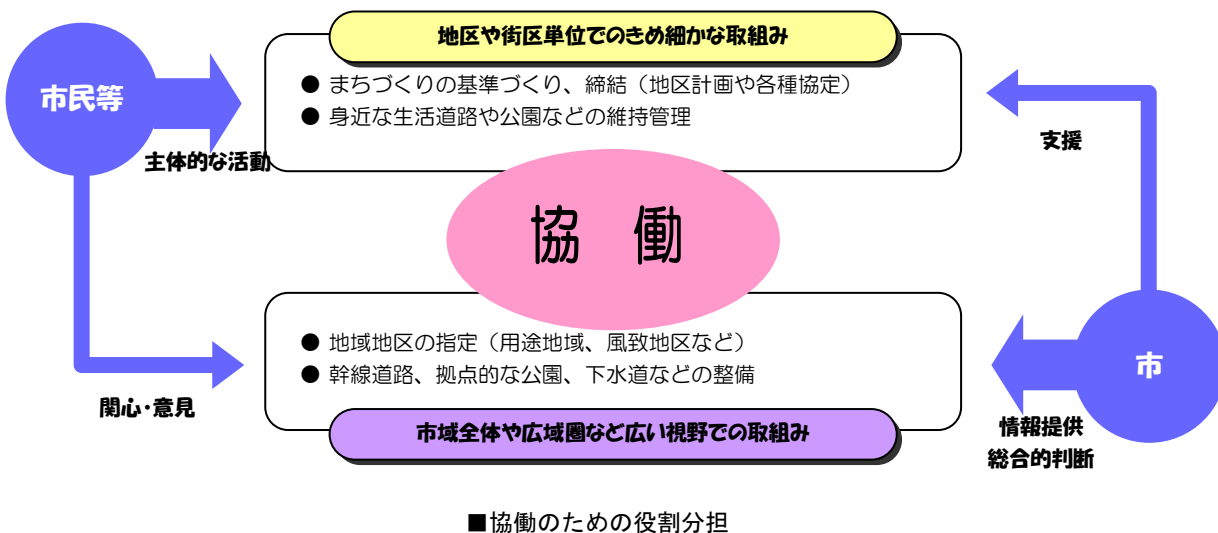 地区や街区単位でのきめ細かな取組み
● まちづくりの基準づくり、締結（地区計画や各種協定）
● 身近な生活道路や公園などの維持管理
市民等
主体的な活動
支援
協 働
● 地域地区の指定（用途地域、風致地区など）
● 幹線道路、拠点的な公園、下水道などの整備
市
関心・意見
市域全体や広域圏など広い視野での取組み
情報提供
総合的判断
■協働のための役割分担